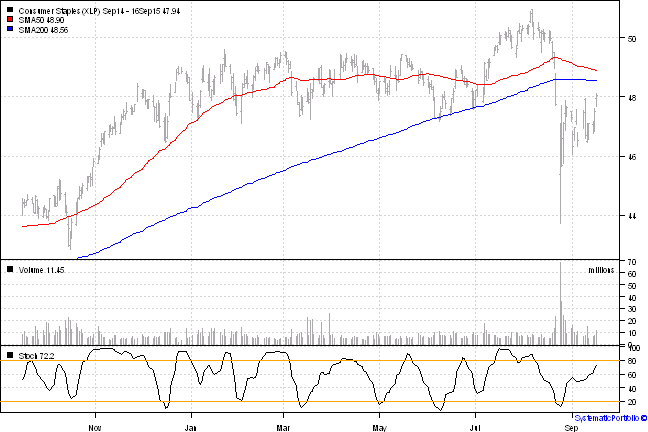 Consumer Staples (XLP) Sep14 - 16Sep15 47.94
SMA50 48.90
SMA200 48.56
50
48
46
44
Volume 11.45
millions
70
60
50
40
30
20
10
0
Stoch 72.2
100
80
60
40
20
Nov
Jan
Mar
May
Jul
Sep
SystematicPortfolio ©